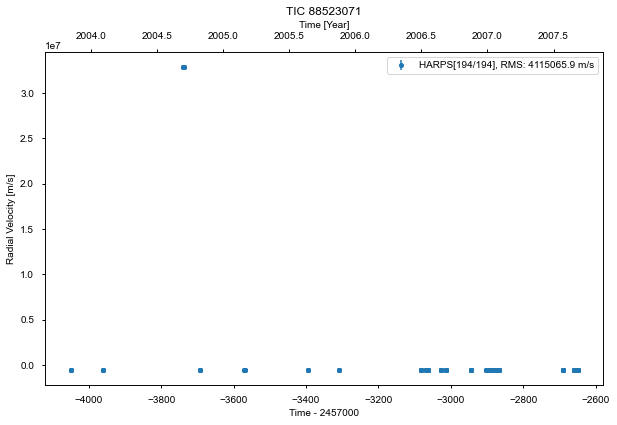 TIC 88523071
Time [Year]
2004.0 2004.5 2005.0 2005.5 2006.0 2006.5 2007.0 2007.5
1e7
HARPS[194/194], RMS: 4115065.9 m/s
3.0
2.5
2.0
1.5
1.0
0.5
0.0
Radial Velocity [m/s]
−4000 −3800 −3600 −3400 −3200 −3000 −2800 −2600
Time - 2457000